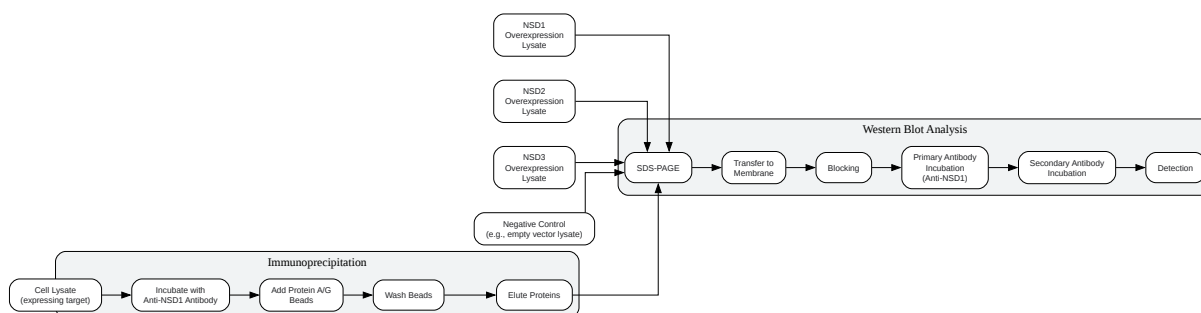 NSD1
Overexpression
Lysate
NSD2
Overexpression
Lysate
Western Blot Analysis
NSD3
Overexpression
Lysate
SDS-PAGE
Transfer to
Membrane
Blocking
Primary Antibody
Incubation
(Anti-NSD1)
Secondary Antibody
Incubation
Detection
Negative Control
(e.g., empty vector lysate)
Immunoprecipitation
Cell Lysate
(expressing target)
Incubate with
Anti-NSD1 Antibody
Add Protein A/G
Beads
Wash Beads
Elute Proteins